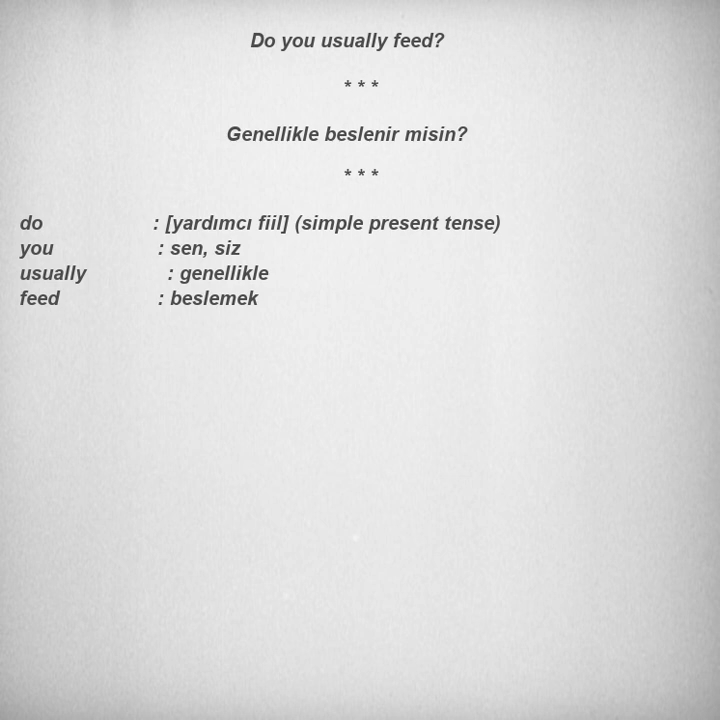 Do you usually feed?
* * *
Genellikle beslenir misin?
* * *
do : [yardımcı fiil] (simple present tense)
you : sen, siz
usually : genellikle
feed : beslemek